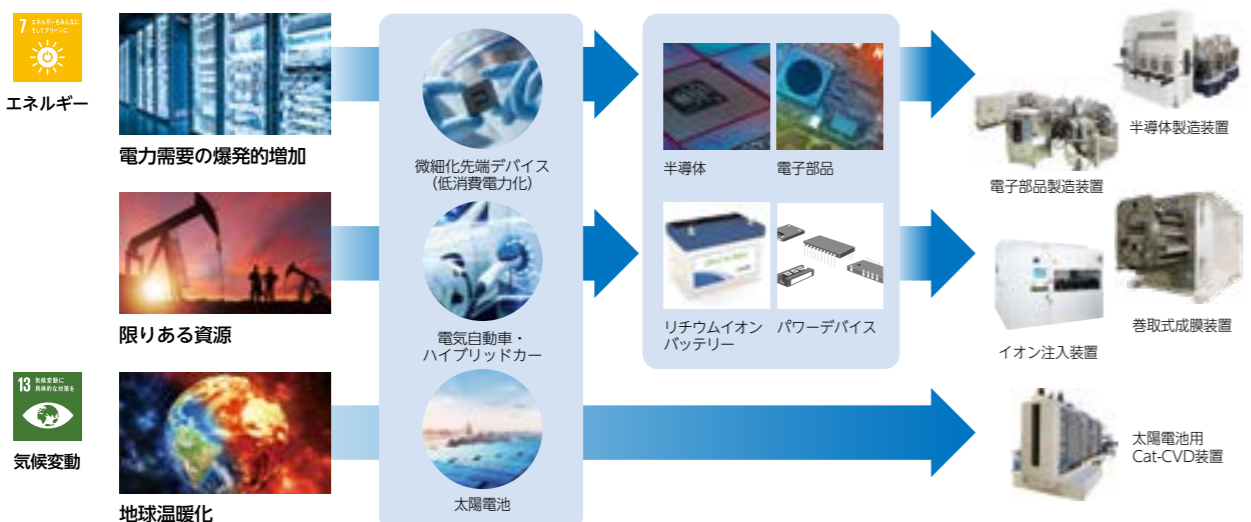 7 エネルギーをみんなに
そしてクリーンに
エネルギー
電力需要の爆発的増加
限りある資源
13 気候変動に
具体的な対策を
気候変動
地球温暖化
微細化先端デバイス
(低消費電力化)
電気自動車・
ハイブリッドカー
太陽電池
半導体
電子部品
リチウムイオン
バッテリー
パワーデバイス
半導体製造装置
電子部品製造装置
イオン注入装置
巻取式成膜装置
太陽電池用
Cat-CVD装置